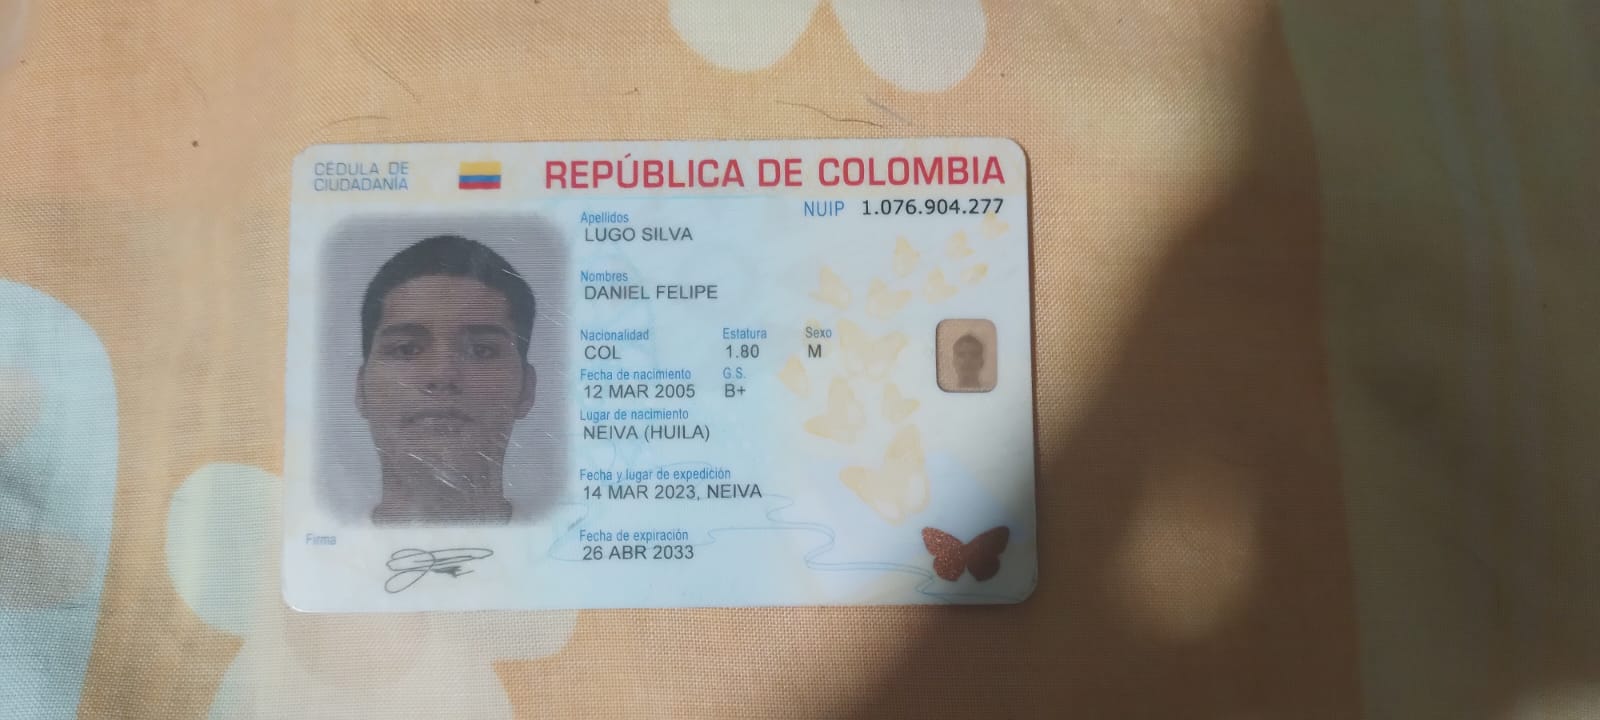 CÉDULA DE
CIUDADANÍA
REPÚBLICA DE COLOMBIA
NUIP 1.076.904.277
Apellidos
LUGO SILVA
Nombres
DANIEL FELIPE
Nacionalidad Estatura Sexo
COL 1.80 M
Fecha de nacimiento G.S.
12 MAR 2005 B+
Lugar de nacimiento
NEIVA (HUILA)
Fecha y lugar de expedición
14 MAR 2023, NEIVA
Fecha de expiración
26 ABR 2033
Firma